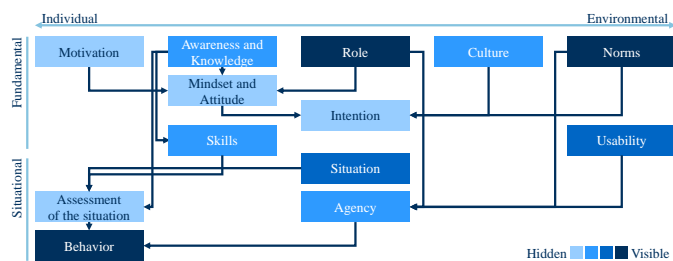 Individual
Environmental
Fundamental
Motivation
Awareness and
Knowledge
Role
Culture
Norms
Mindset and
Attitude
Intention
Skills
Usability
Situational
Situation
Assessment
of the situation
Agency
Behavior
Hidden
Visible